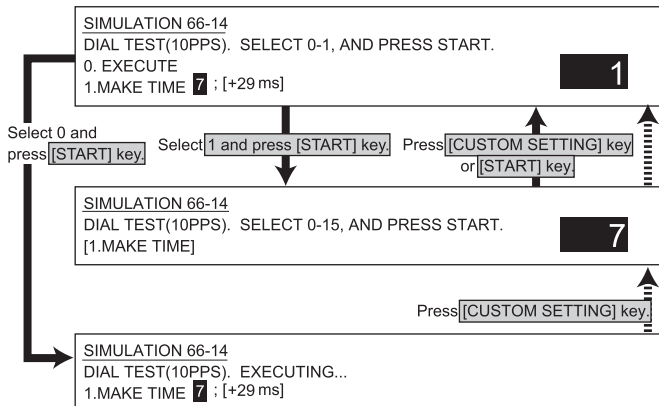 SIMULATION 66-14
DIAL TEST(10PPS). SELECT 0-1, AND PRESS START.
0. EXECUTE
1
1.MAKE TIME 7 ; [+29 ms]
Select 0 and
press [START] key.
Select 1 and press [START] key.
Press [CUSTOM SETTING] key
or [START] key.
SIMULATION 66-14
DIAL TEST(10PPS). SELECT 0-15, AND PRESS START.
7
[1.MAKE TIME]
Press [CUSTOM SETTING] key.
SIMULATION 66-14
DIAL TEST(10PPS). EXECUTING...
1.MAKE TIME 7 ; [+29 ms]